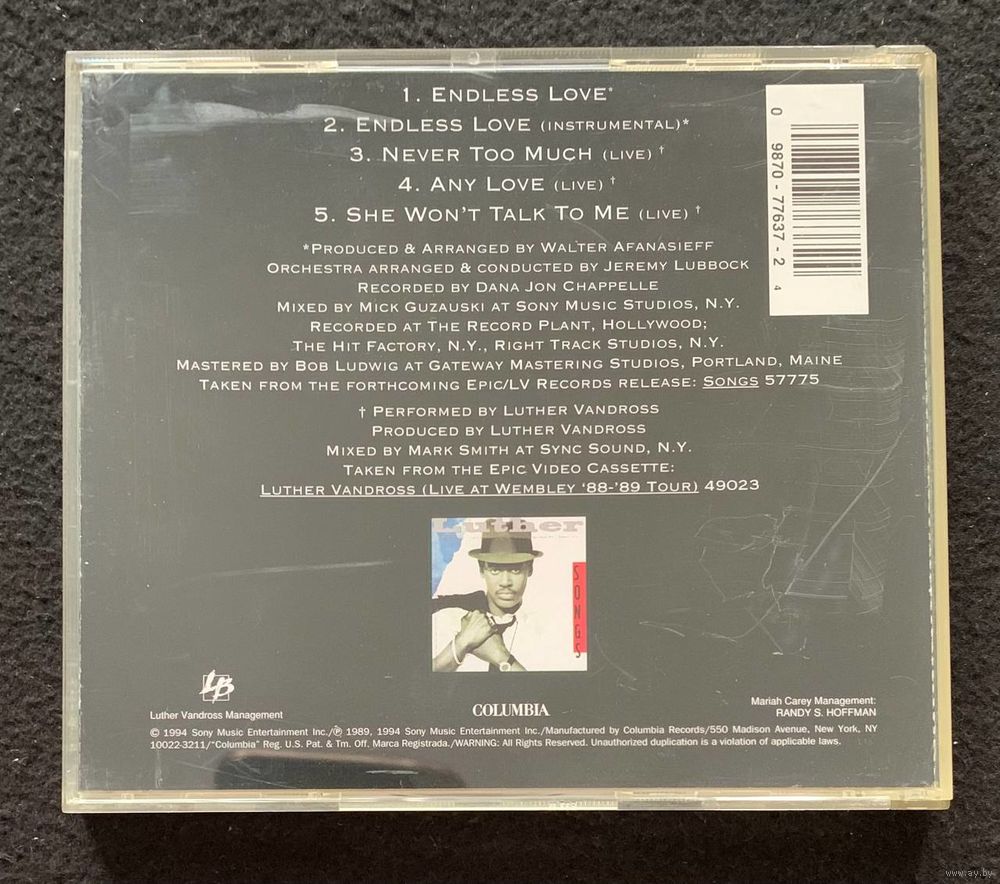 1. ENDLESS LOVE*
2. ENDLESS LOVE (INSTRUMENTAL)*
3. NEVER TOO MUCH (LIVE) †
4. ANY LOVE (LIVE) †
5. SHE WON'T TALK TO ME (LIVE) †
0 9870 - 77637 - 2 4
*PRODUCED & ARRANGED BY WALTER AFANASIEFF
ORCHESTRA ARRANGED & CONDUCTED BY JEREMY LUBBOCK
RECORDED BY DANA JON CHAPPELLE
MIXED BY MICK GUZAUSKI AT SONY MUSIC STUDIOS, N.Y.
RECORDED AT THE RECORD PLANT, HOLLYWOOD;
THE HIT FACTORY, N.Y., RIGHT TRACK STUDIOS, N.Y.
MASTERED BY BOB LUDWIG AT GATEWAY MASTERING STUDIOS, PORTLAND, MAINE
TAKEN FROM THE FORTHCOMING EPIC/LV RECORDS RELEASE: SONGS 57775
† PERFORMED BY LUTHER VANDROSS
PRODUCED BY LUTHER VANDROSS
MIXED BY MARK SMITH AT SYNC SOUND, N.Y.
TAKEN FROM THE EPIC VIDEO CASSETTE:
LUTHER VANDROSS (LIVE AT WEMBLEY '88-'89 TOUR) 49023
Luther
SONGS
LB
Luther Vandross Management
COLUMBIA
Mariah Carey Management:
RANDY S. HOFFMAN
© 1994 Sony Music Entertainment Inc./℗ 1989, 1994 Sony Music Entertainment Inc./Manufactured by Columbia Records/550 Madison Avenue, New York, NY
10022-3211/"Columbia" Reg. U.S. Pat. & Tm. Off. Marca Registrada./WARNING: All Rights Reserved. Unauthorized duplication is a violation of applicable laws.
www.ay.by